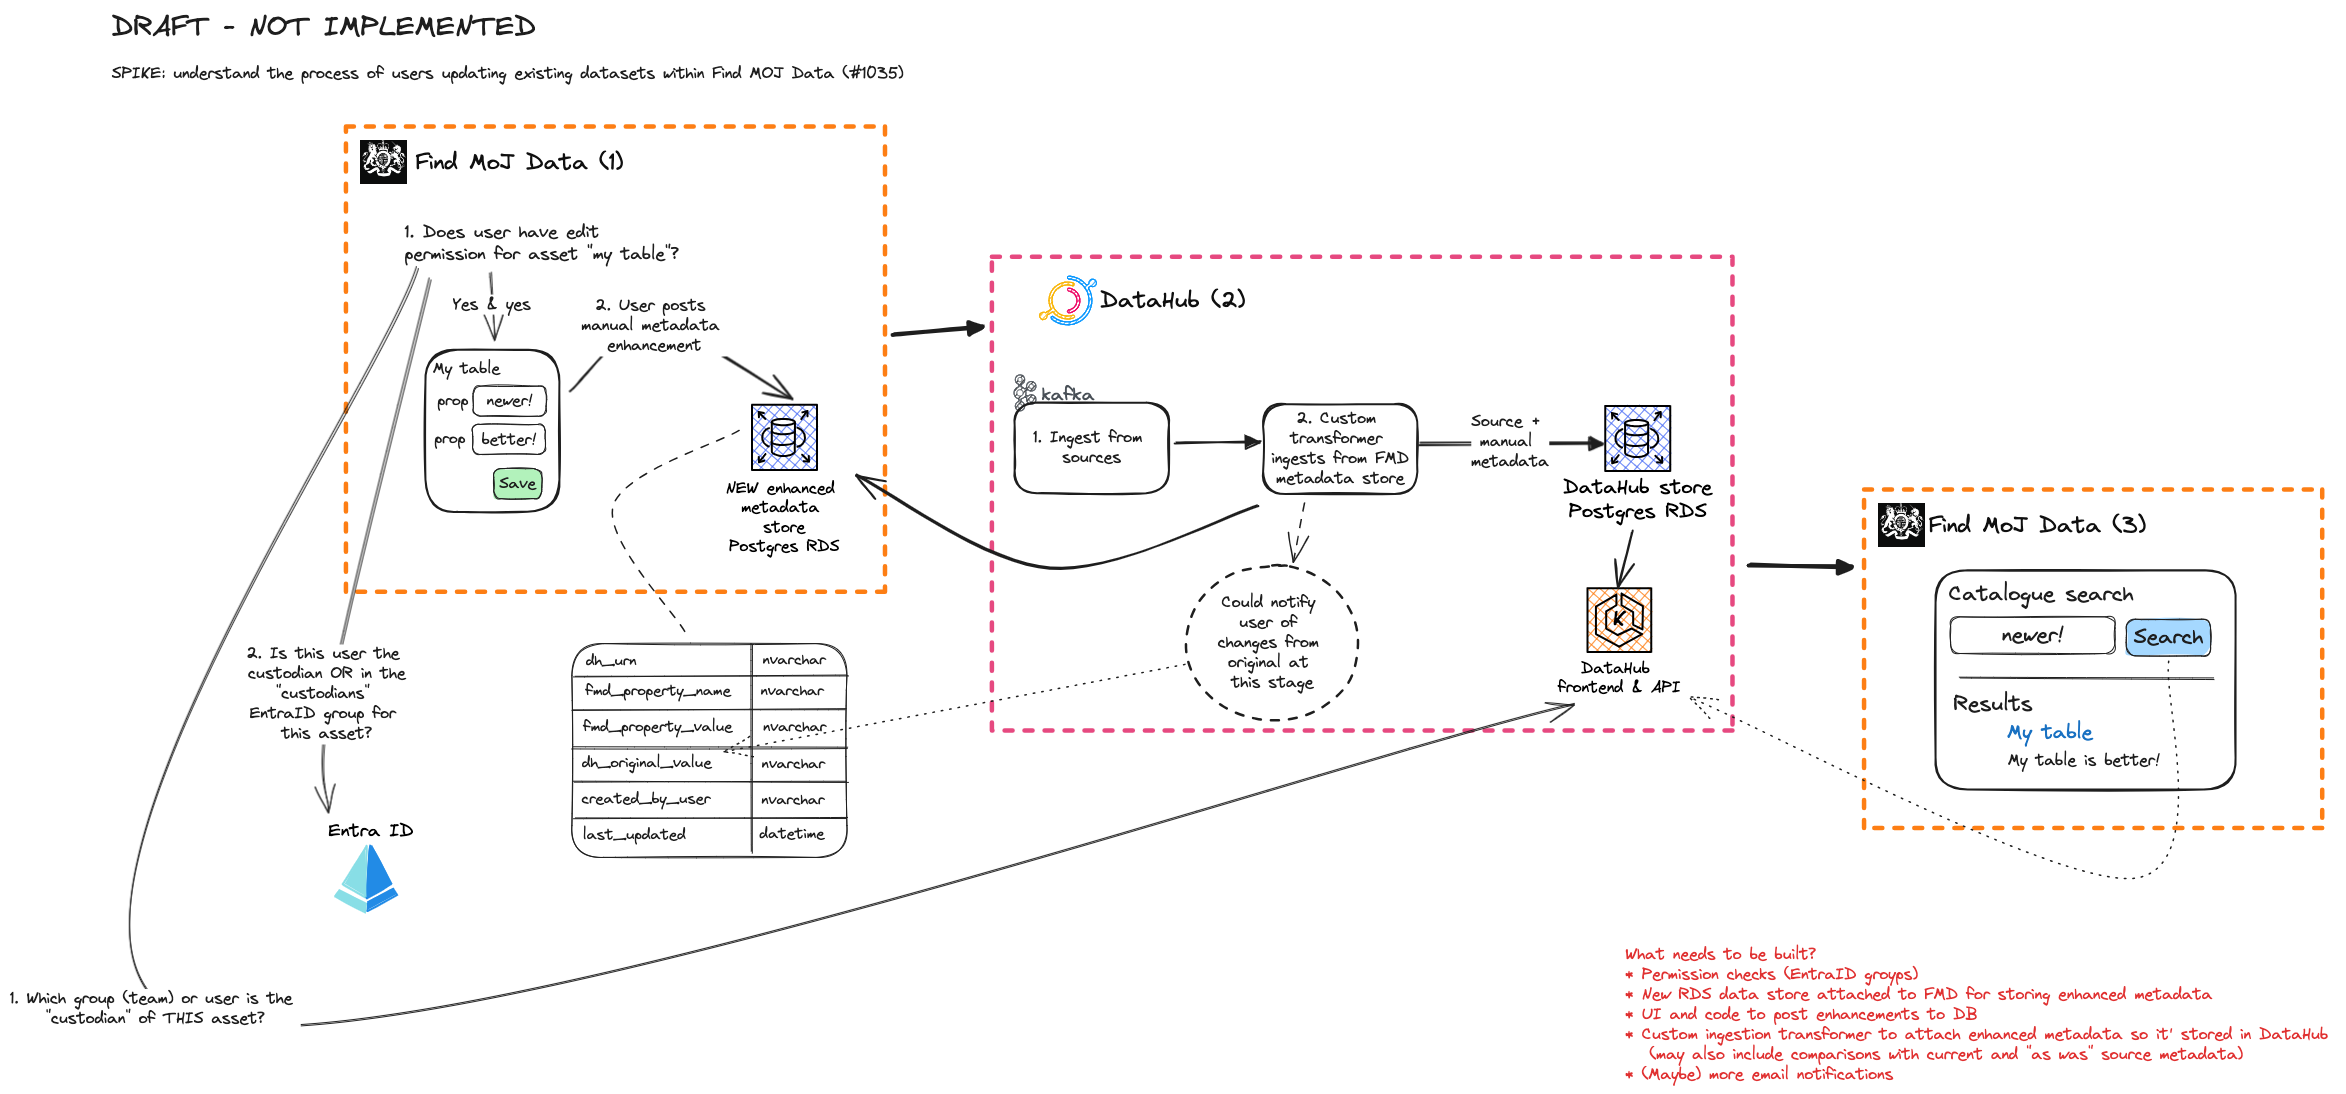 DRAFT - NOT IMPLEMENTED
SPIKE: understand the process of users updating existing datasets within Find MOJ Data (#1035)
Find MoJ Data (1)
1. Does user have edit
permission for asset "my table"?
Yes & yes
2. User posts
manual metadata
enhancement
My table
prop newer!
prop better!
Save
NEW enhanced
metadata
store
Postgres RDS
2. Is this user the
custodian OR in the
"custodians"
EntraID group for
this asset?
Entra ID
1. Which group (team) or user is the
"custodian" of THIS asset?
dh_urn nvarchar
fmd_property_name nvarchar
fmd_property_value nvarchar
dh_original_value nvarchar
created_by_user nvarchar
last_updated datetime
DataHub (2)
kafka
1. Ingest from
sources
2. Custom
transformer
ingests from FMD
metadata store
Source +
manual
metadata
DataHub store
Postgres RDS
Could notify
user of
changes from
original at
this stage
DataHub
frontend & API
Find MoJ Data (3)
Catalogue search
newer! Search
Results
My table
My table is better!
What needs to be built?
* Permission checks (EntraID groyps)
* New RDS data store attached to FMD for storing enhanced metadata
* UI and code to post enhancements to DB
* Custom ingestion transformer to attach enhanced metadata so it' stored in DataHub
(may also include comparisons with current and "as was" source metadata)
* (Maybe) more email notifications